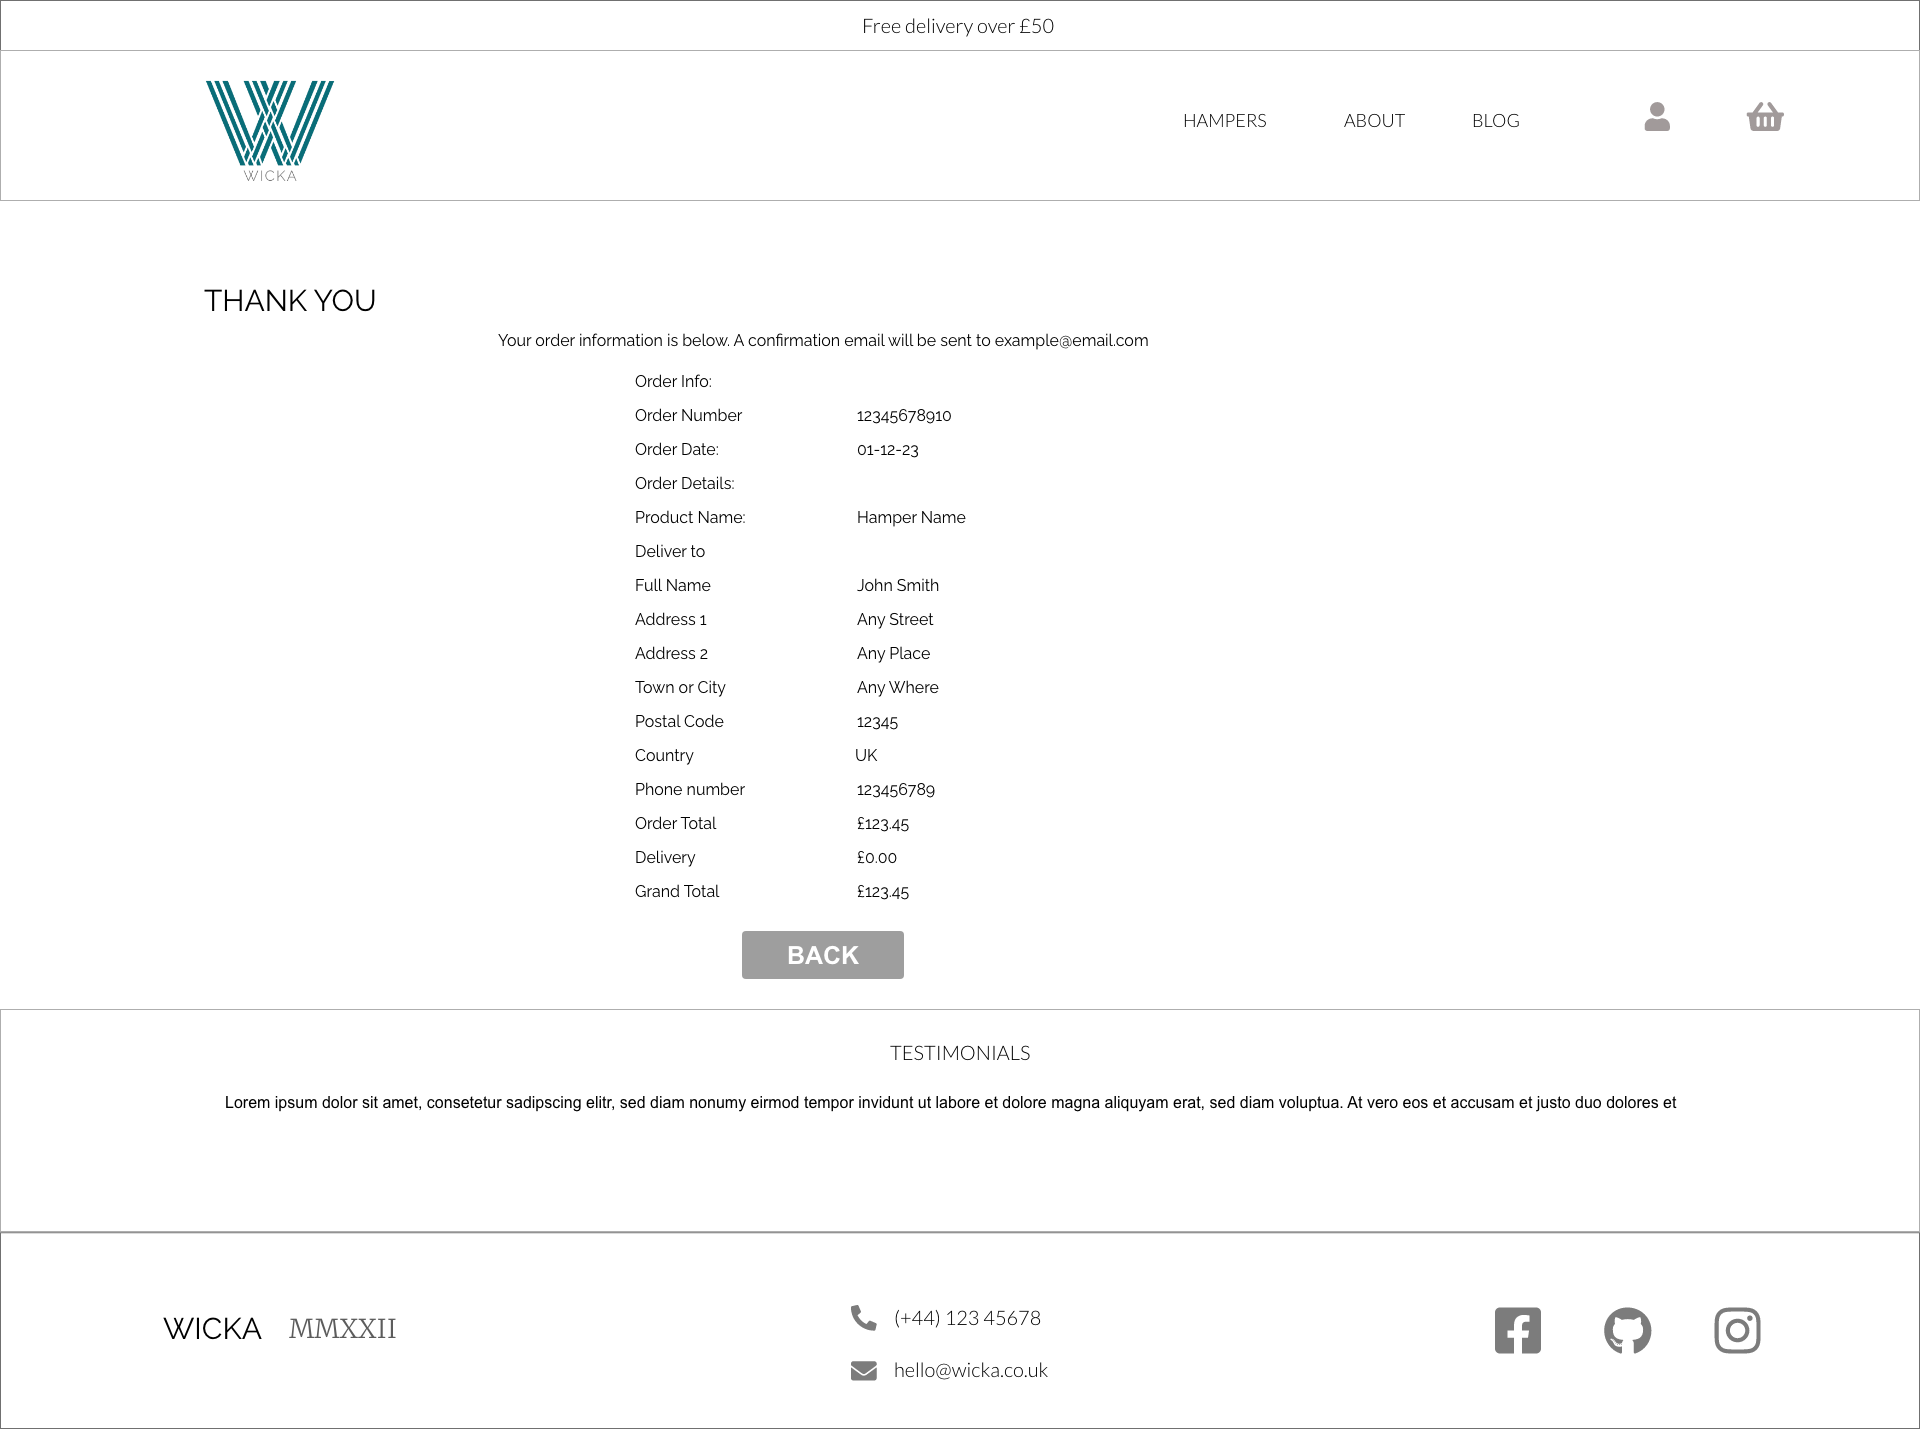 Free delivery over £50
WICKA
HAMPERS ABOUT BLOG
THANK YOU
Your order information is below. A confirmation email will be sent to example@email.com
Order Info:
Order Number 12345678910
Order Date: 01-12-23
Order Details:
Product Name: Hamper Name
Deliver to
Full Name John Smith
Address 1 Any Street
Address 2 Any Place
Town or City Any Where
Postal Code 12345
Country UK
Phone number 123456789
Order Total £123.45
Delivery £0.00
Grand Total £123.45
BACK
TESTIMONIALS
Lorem ipsum dolor sit amet, consetetur sadipscing elitr, sed diam nonumy eirmod tempor invidunt ut labore et dolore magna aliquyam erat, sed diam voluptua. At vero eos et accusam et justo duo dolores et
WICKA MMXXII
(+44) 123 45678
hello@wicka.co.uk